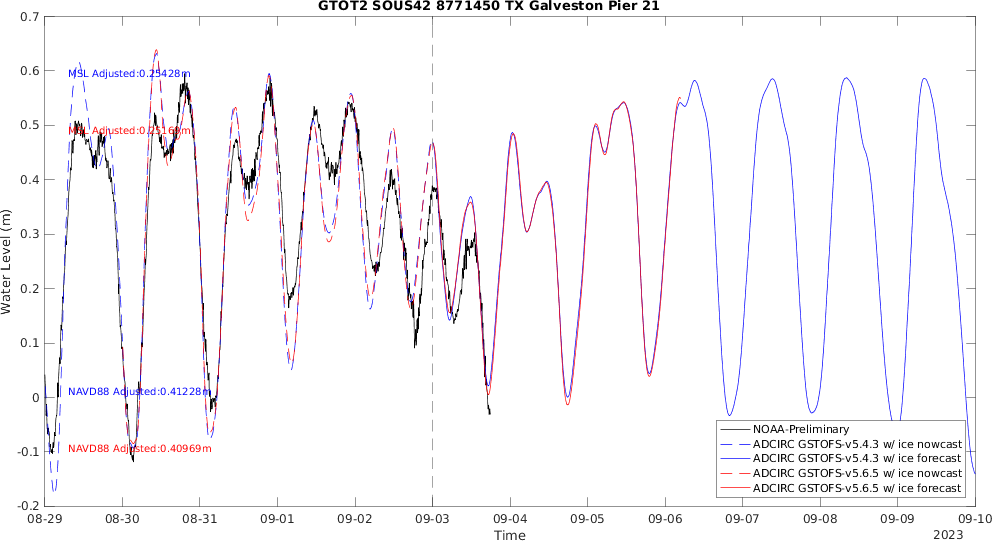 GTOT2 SOUS42 8771450 TX Galveston Pier 21
Water Level (m)
0.7
0.6
0.5
0.4
0.3
0.2
0.1
0
-0.1
-0.2
MSL Adjusted:0.25428m
MSL Adjusted:0.25169m
NAVD88 Adjusted:0.41228m
NAVD88 Adjusted:0.40969m
NOAA-Preliminary
ADCIRC GSTOFS-v5.4.3 w/ ice nowcast
ADCIRC GSTOFS-v5.4.3 w/ ice forecast
ADCIRC GSTOFS-v5.6.5 w/ ice nowcast
ADCIRC GSTOFS-v5.6.5 w/ ice forecast
08-29 08-30 08-31 09-01 09-02 09-03 09-04 09-05 09-06 09-07 09-08 09-09 09-10
Time
2023